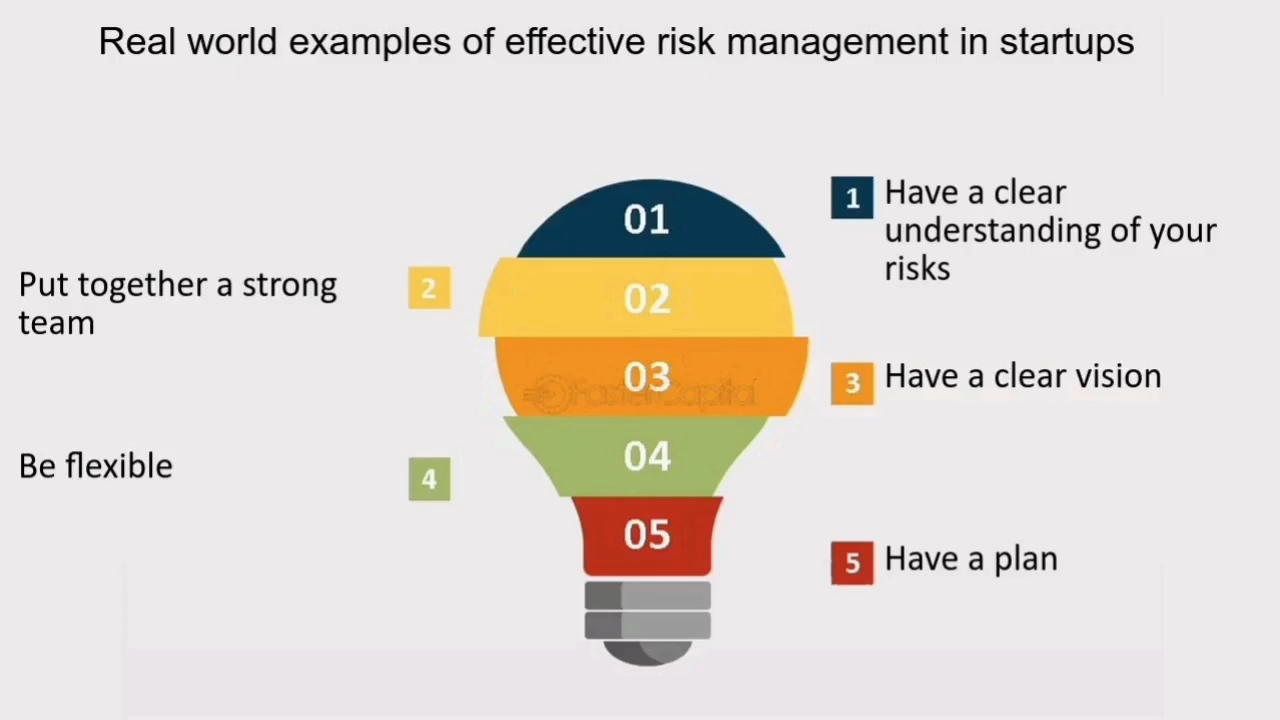 Real world examples of effective risk management in startups
01
02
03
04
05
1
Have a clear
understanding of your
risks
Put together a strong
team
2
3
Have a clear vision
Be flexible
4
5
Have a plan
FasterCapital